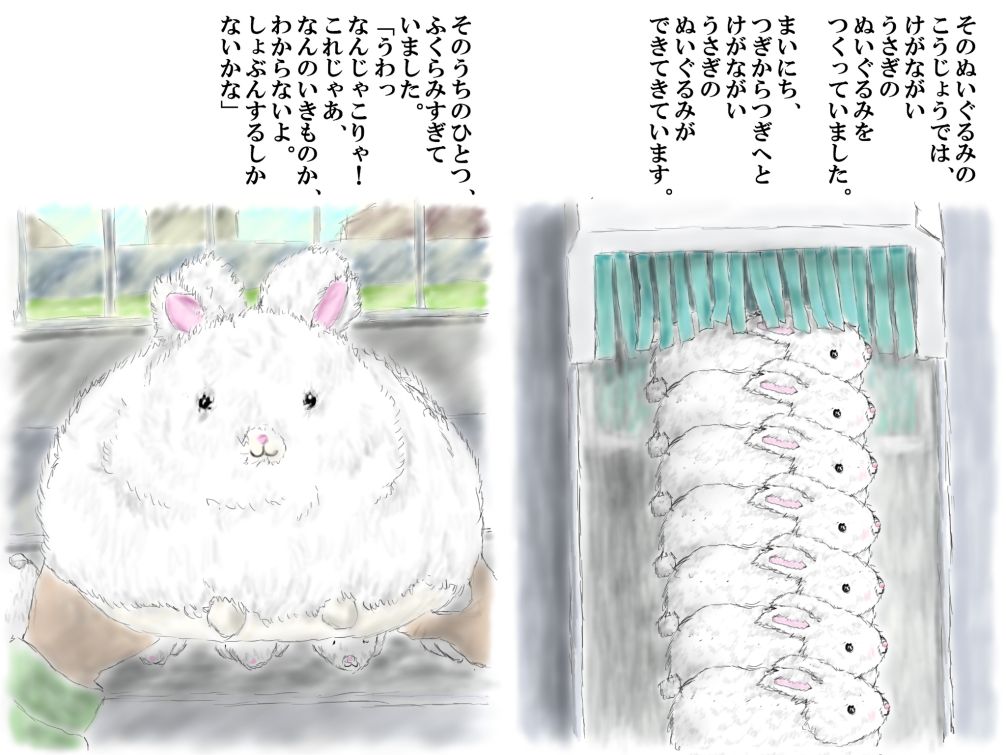 そのぬいぐるみの
こうじょうでは、
けがながい
うさぎの
ぬいぐるみを
つくっていました。
まいにち、
つぎからつぎへと
けがながい
うさぎの
ぬいぐるみが
できてきています。
そのうちのひとつ、
ふくらみすぎて
いました。
「うわっ
なんじゃこりゃ！
これじゃあ、
なんのいきものか、
わからないよ。
しょぶんするしか
ないかな」